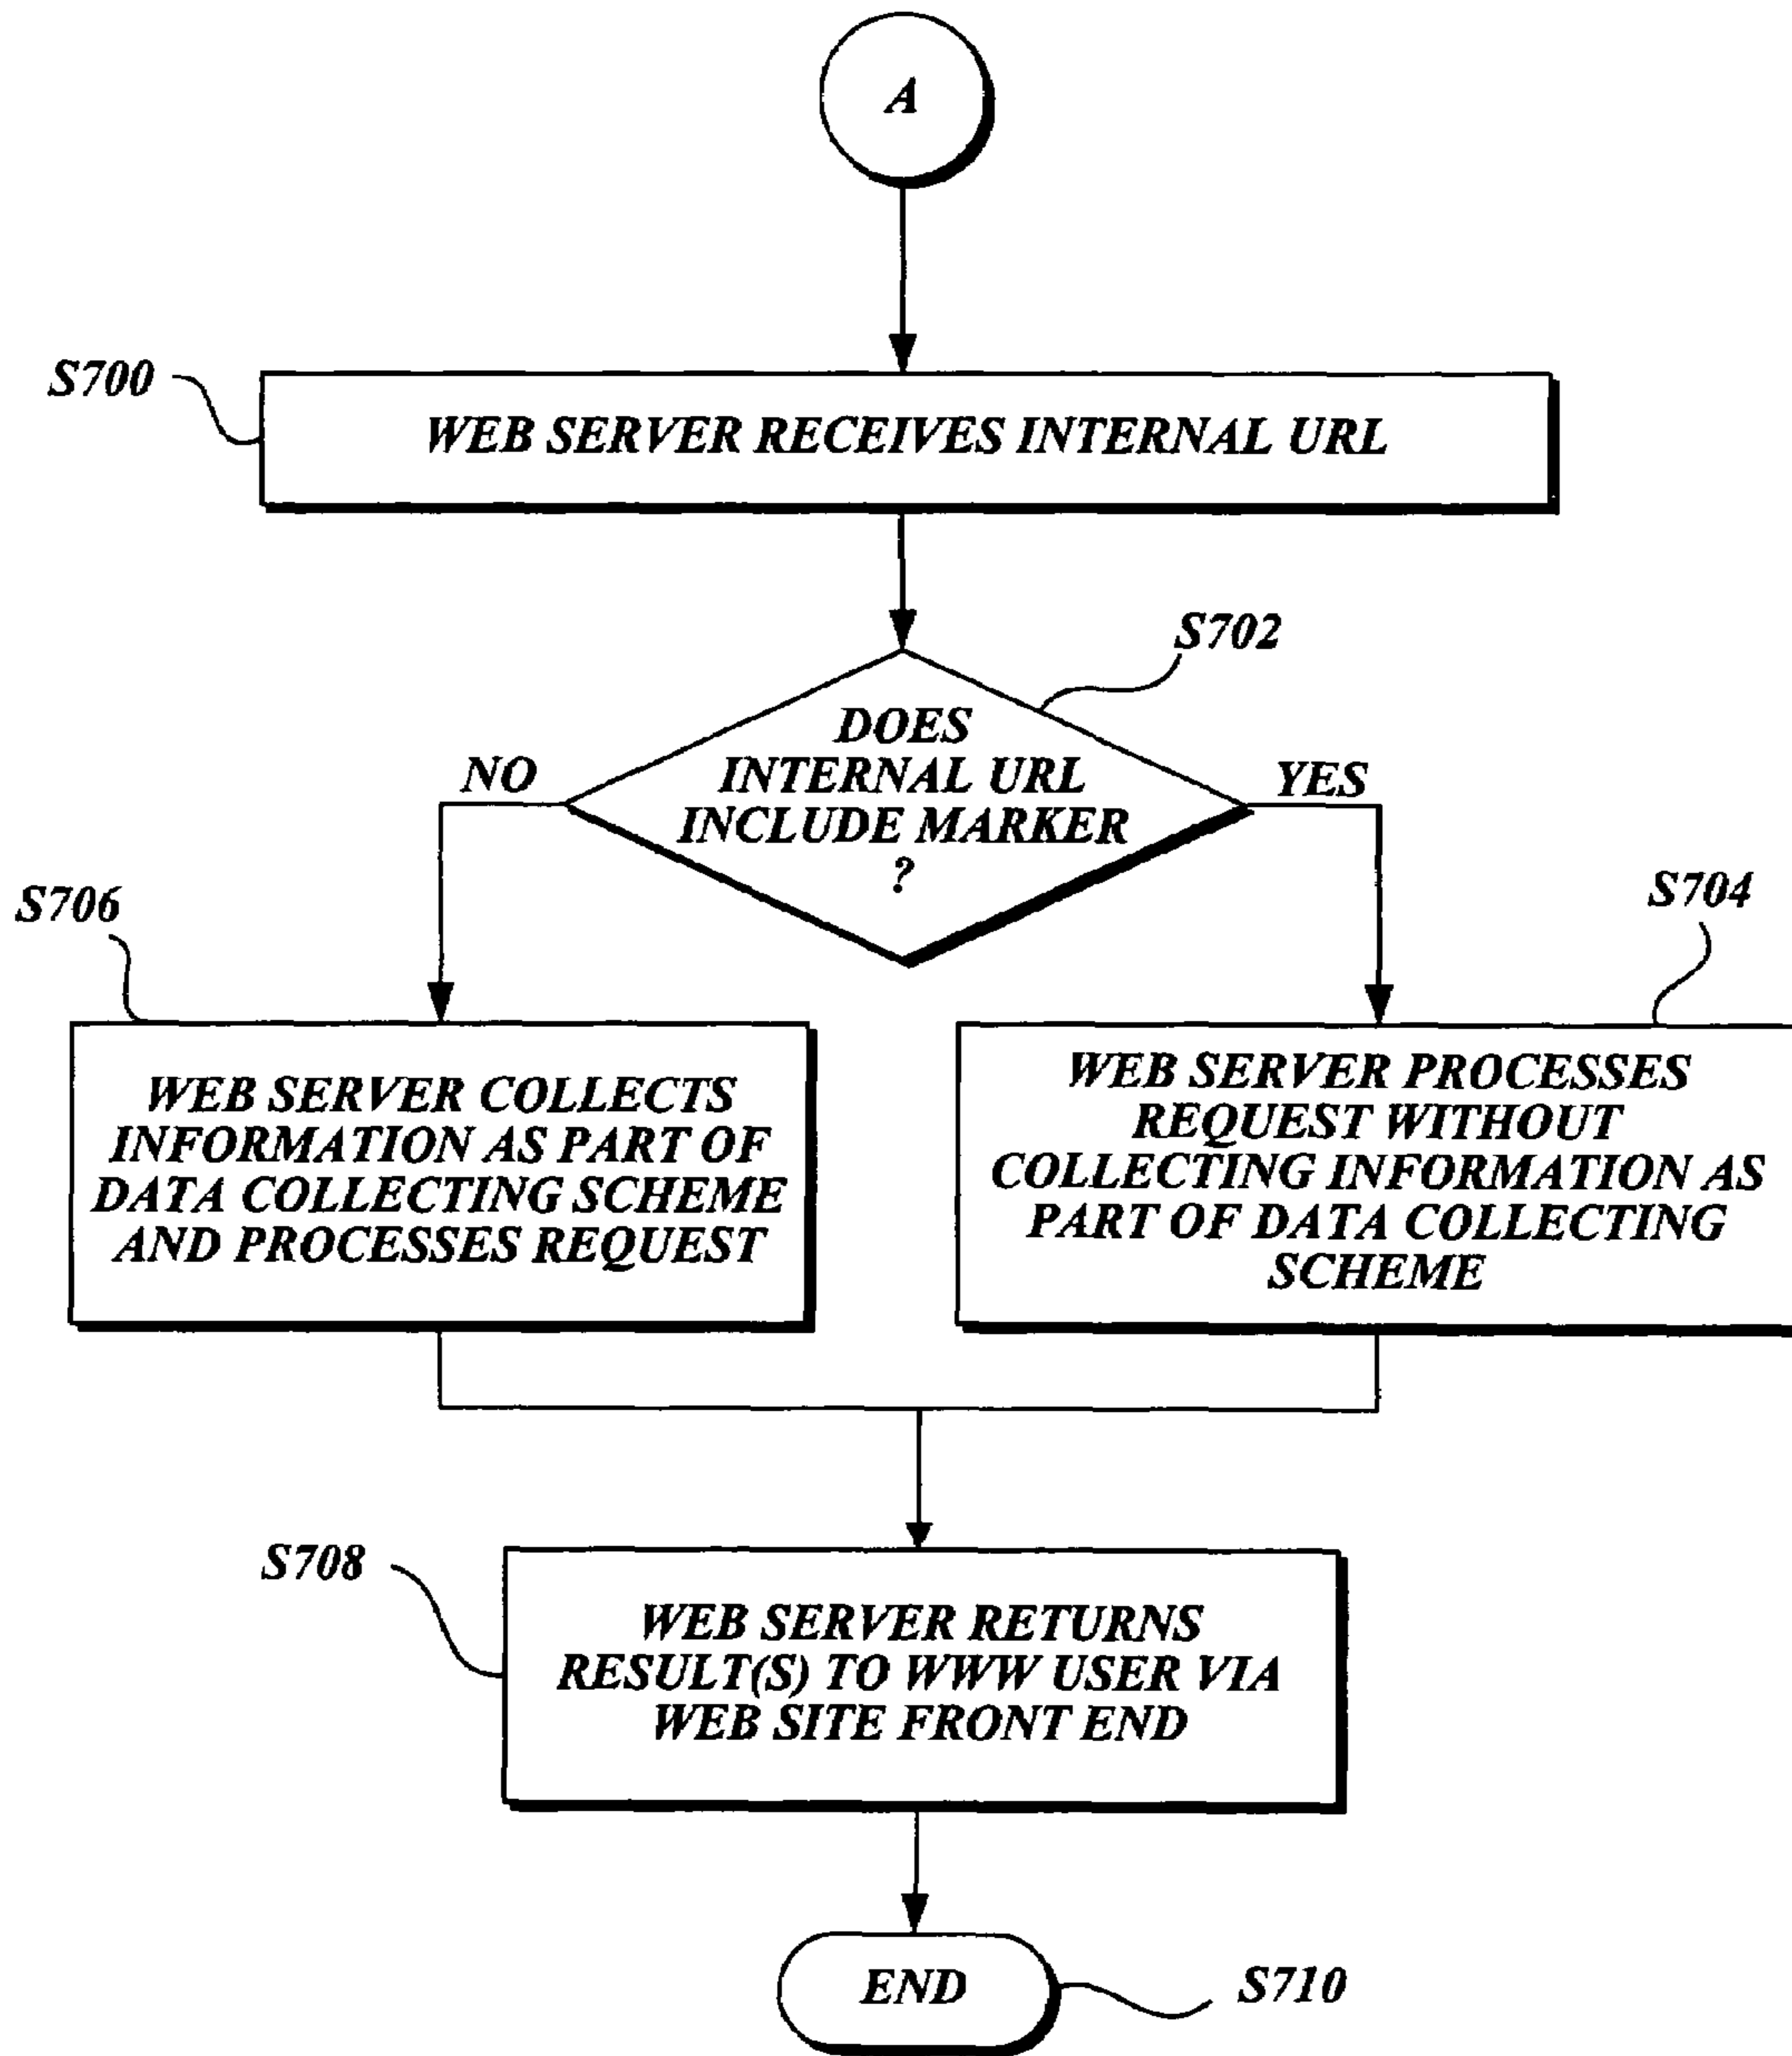 A
S700
WEB SERVER RECEIVES INTERNAL URL
S702
DOES
INTERNAL URL
INCLUDE MARKER
?
NO
YES
S706
S704
WEB SERVER COLLECTS
INFORMATION AS PART OF
DATA COLLECTING SCHEME
AND PROCESSES REQUEST
WEB SERVER PROCESSES
REQUEST WITHOUT
COLLECTING INFORMATION AS
PART OF DATA COLLECTING
SCHEME
S708
WEB SERVER RETURNS
RESULT(S) TO WWW USER VIA
WEB SITE FRONT END
END
S710